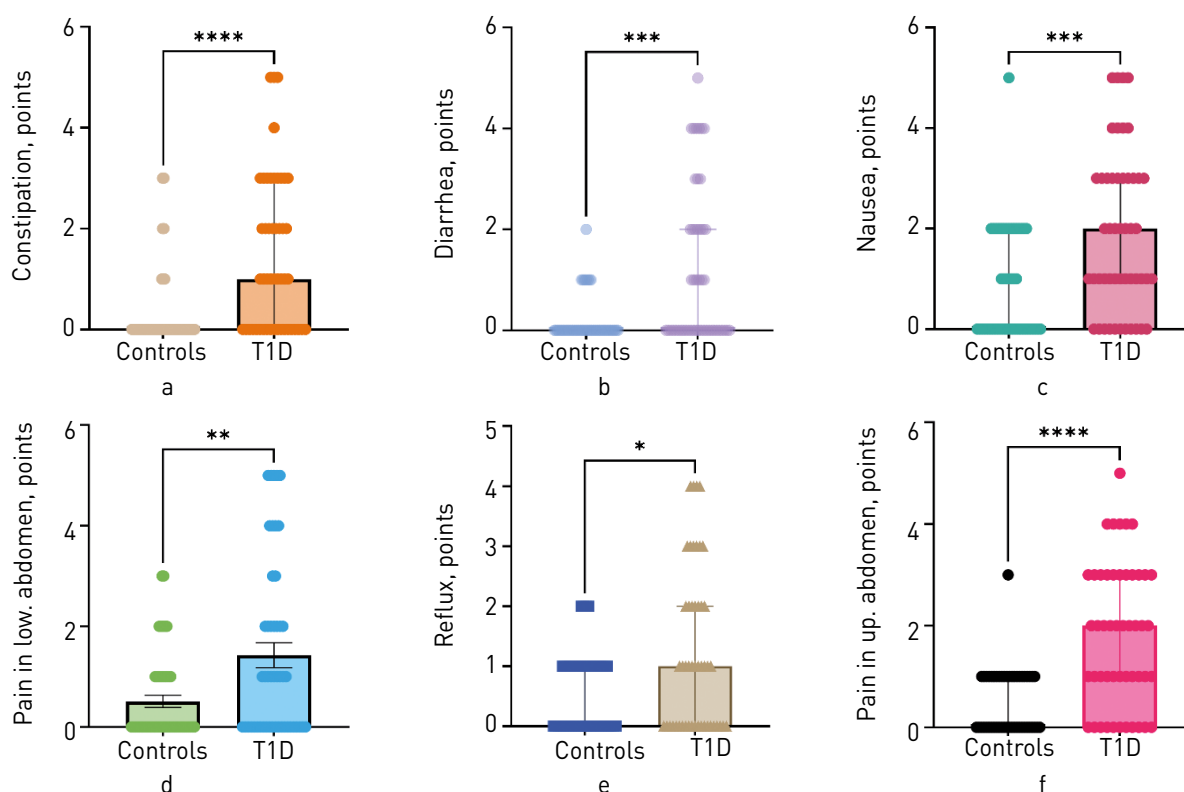 Constipation, points
6
4
2
0
****
Controls
T1D
a
Diarrhea, points
6
4
2
0
***
Controls
T1D
b
Nausea, points
6
4
2
0
***
Controls
T1D
c
Pain in low. abdomen, points
6
4
2
0
**
Controls
T1D
d
Reflux, points
5
4
3
2
1
0
*
Controls
T1D
e
Pain in up. abdomen, points
6
4
2
0
****
Controls
T1D
f